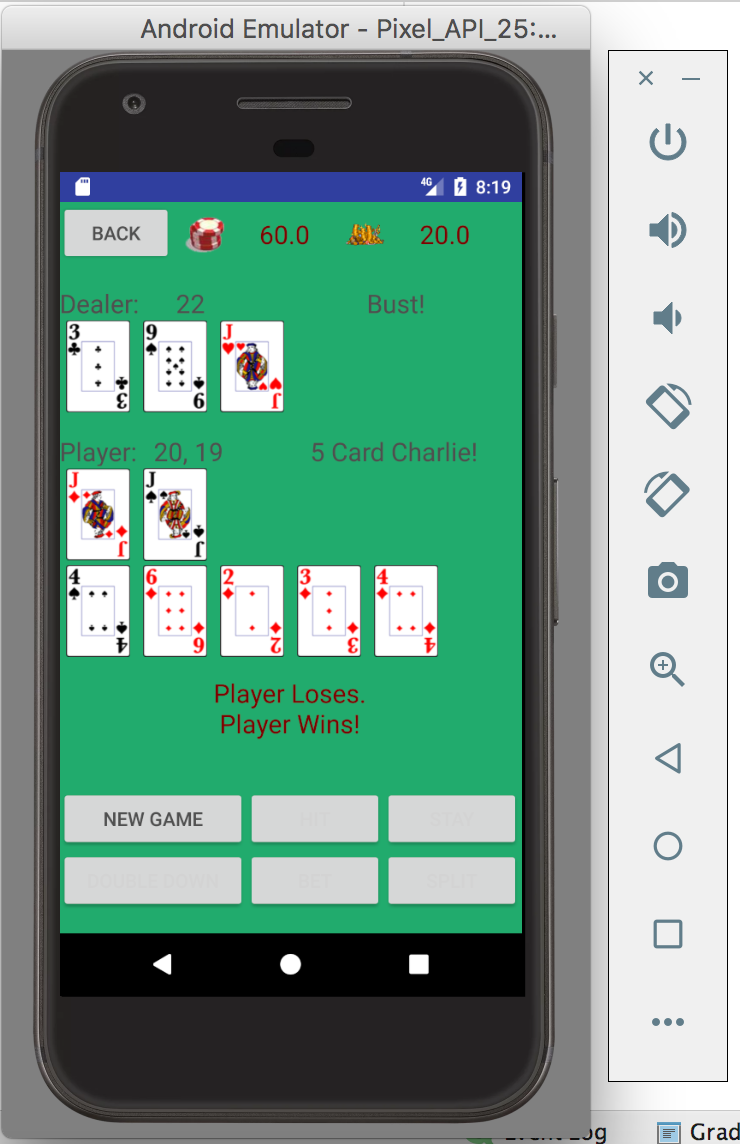 Android Emulator - Pixel_API_25:...
4G 8:19
BACK 60.0 20.0
Dealer: 22 Bust!
3 9 J
3 9 J
Player: 20, 19 5 Card Charlie!
J J
J J
4 6 2 3 4
4 6 2 3 4
Player Loses.
Player Wins!
NEW GAME HIT STAY
DOUBLE DOWN BET SPLIT
Event Log Grad